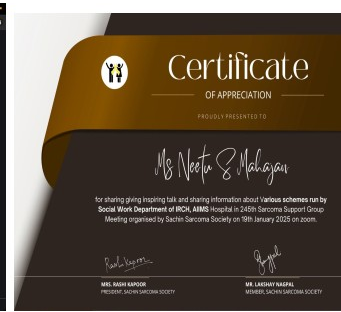 Certificate
OF APPRECIATION
PROUDLY PRESENTED TO
Ms Neetu S Mahajan
for sharing giving inspiring talk and sharing information about Various schemes run by
Social Work Department of IRCH, AIIMS Hospital in 245th Sarcoma Support Group
Meeting organised by Sachin Sarcoma Society on 19th January 2025 on zoom.
Rashi Kapoor
MRS. RASHI KAPOOR
PRESIDENT, SACHIN SARCOMA SOCIETY
MR. LAKSHAY NAGPAL
MEMBER, SACHIN SARCOMA SOCIETY